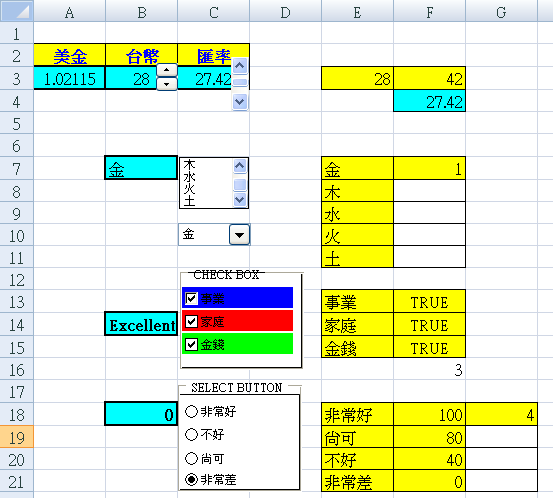 A B C D E F G
1
2 美金 台幣 匯率
3 1.02115 28 27.42 28 42
4 27.42
5
6
7 金 木 金 1
水
8 火 木
9 土 水
10 金 火
11 土
12 CHECK BOX
13 事業 事業 TRUE
14 Excellent 家庭 家庭 TRUE
15 金錢 金錢 TRUE
16 3
17 SELECT BUTTON
18 0 非常好 非常好 100 4
19 不好 尚可 80
20 尚可 不好 40
21 非常差 非常差 0